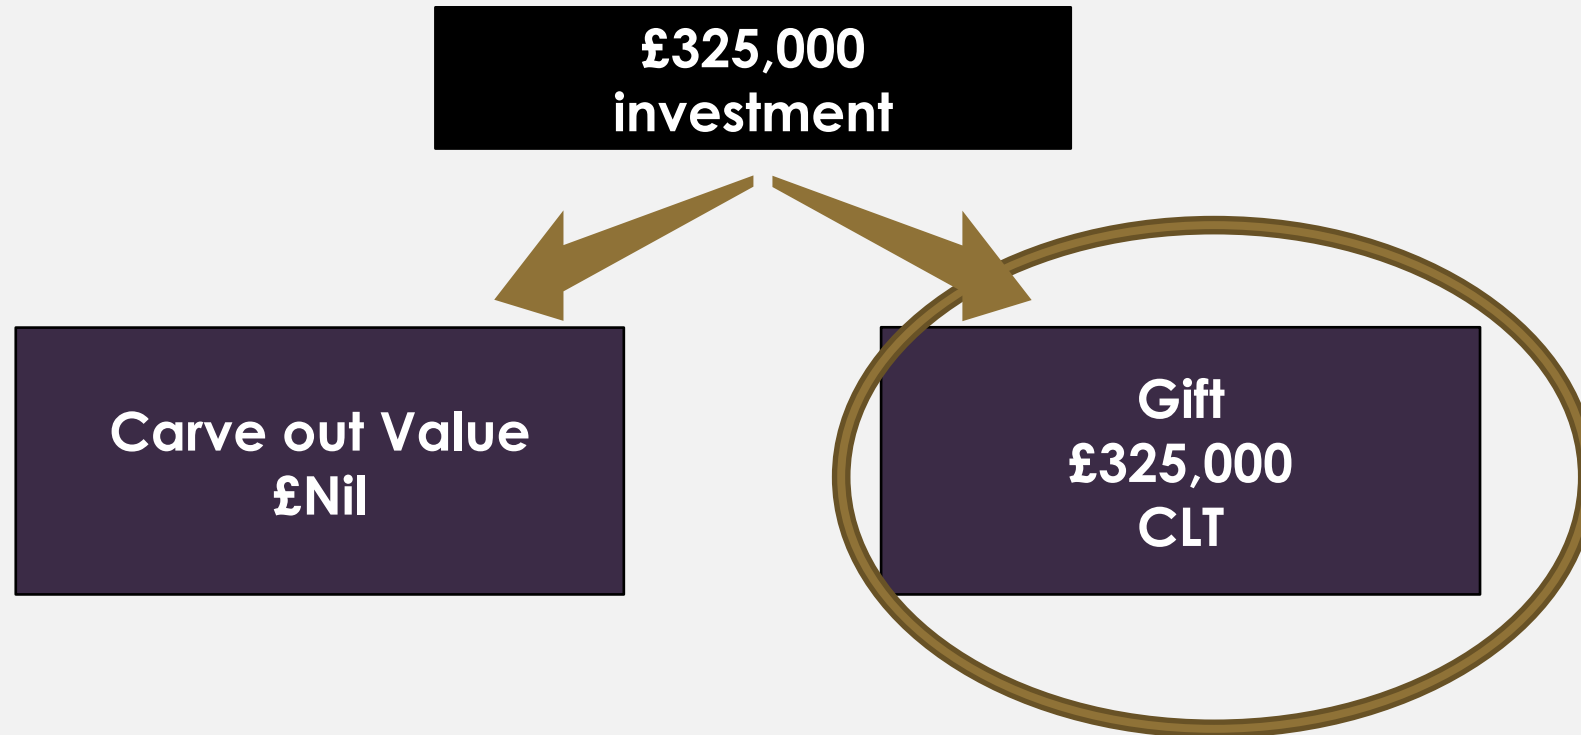 £325,000
investment
Carve out Value
£Nil
Gift
£325,000
CLT